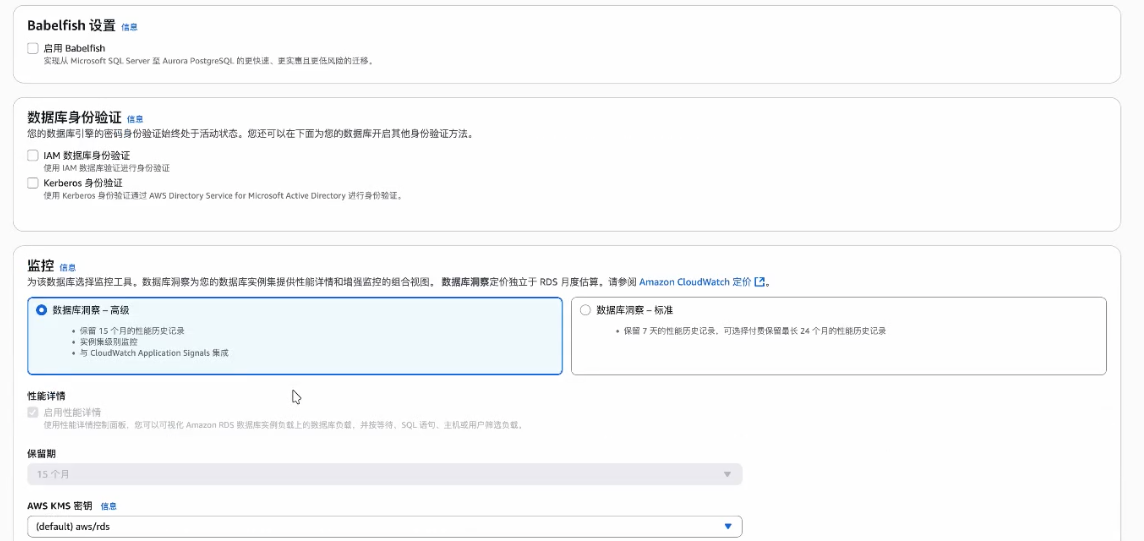 Babelfish 设置 信息
启用 Babelfish
实现从 Microsoft SQL Server 至 Aurora PostgreSQL 的更快速、更实惠且更低风险的迁移。
数据库身份验证 信息
您的数据库引擎的密码身份验证始终处于活动状态。您还可以在下面为您的数据库开启其他身份验证方法。
IAM 数据库身份验证
使用 IAM 数据库验证进行身份验证
Kerberos 身份验证
使用 Kerberos 身份验证通过 AWS Directory Service for Microsoft Active Directory 进行身份验证。
监控 信息
为该数据库选择监控工具。数据库洞察为您的数据库实例集提供性能详情和增强监控的组合视图。 数据库洞察定价独立于 RDS 月度估算。请参阅 Amazon CloudWatch 定价。
数据库洞察 – 高级
• 保留 15 个月的性能历史记录
• 实例集级别监控
• 与 CloudWatch Application Signals 集成
数据库洞察 – 标准
• 保留 7 天的性能历史记录，可选择付费保留最长 24 个月的性能历史记录
性能详情
启用性能详情
使用性能详情控制面板，您可以可视化 Amazon RDS 数据库实例负载上的数据库负载，并按等待、SQL 语句、主机或用户筛选负载。
保留期
15 个月
AWS KMS 密钥 信息
(default) aws/rds